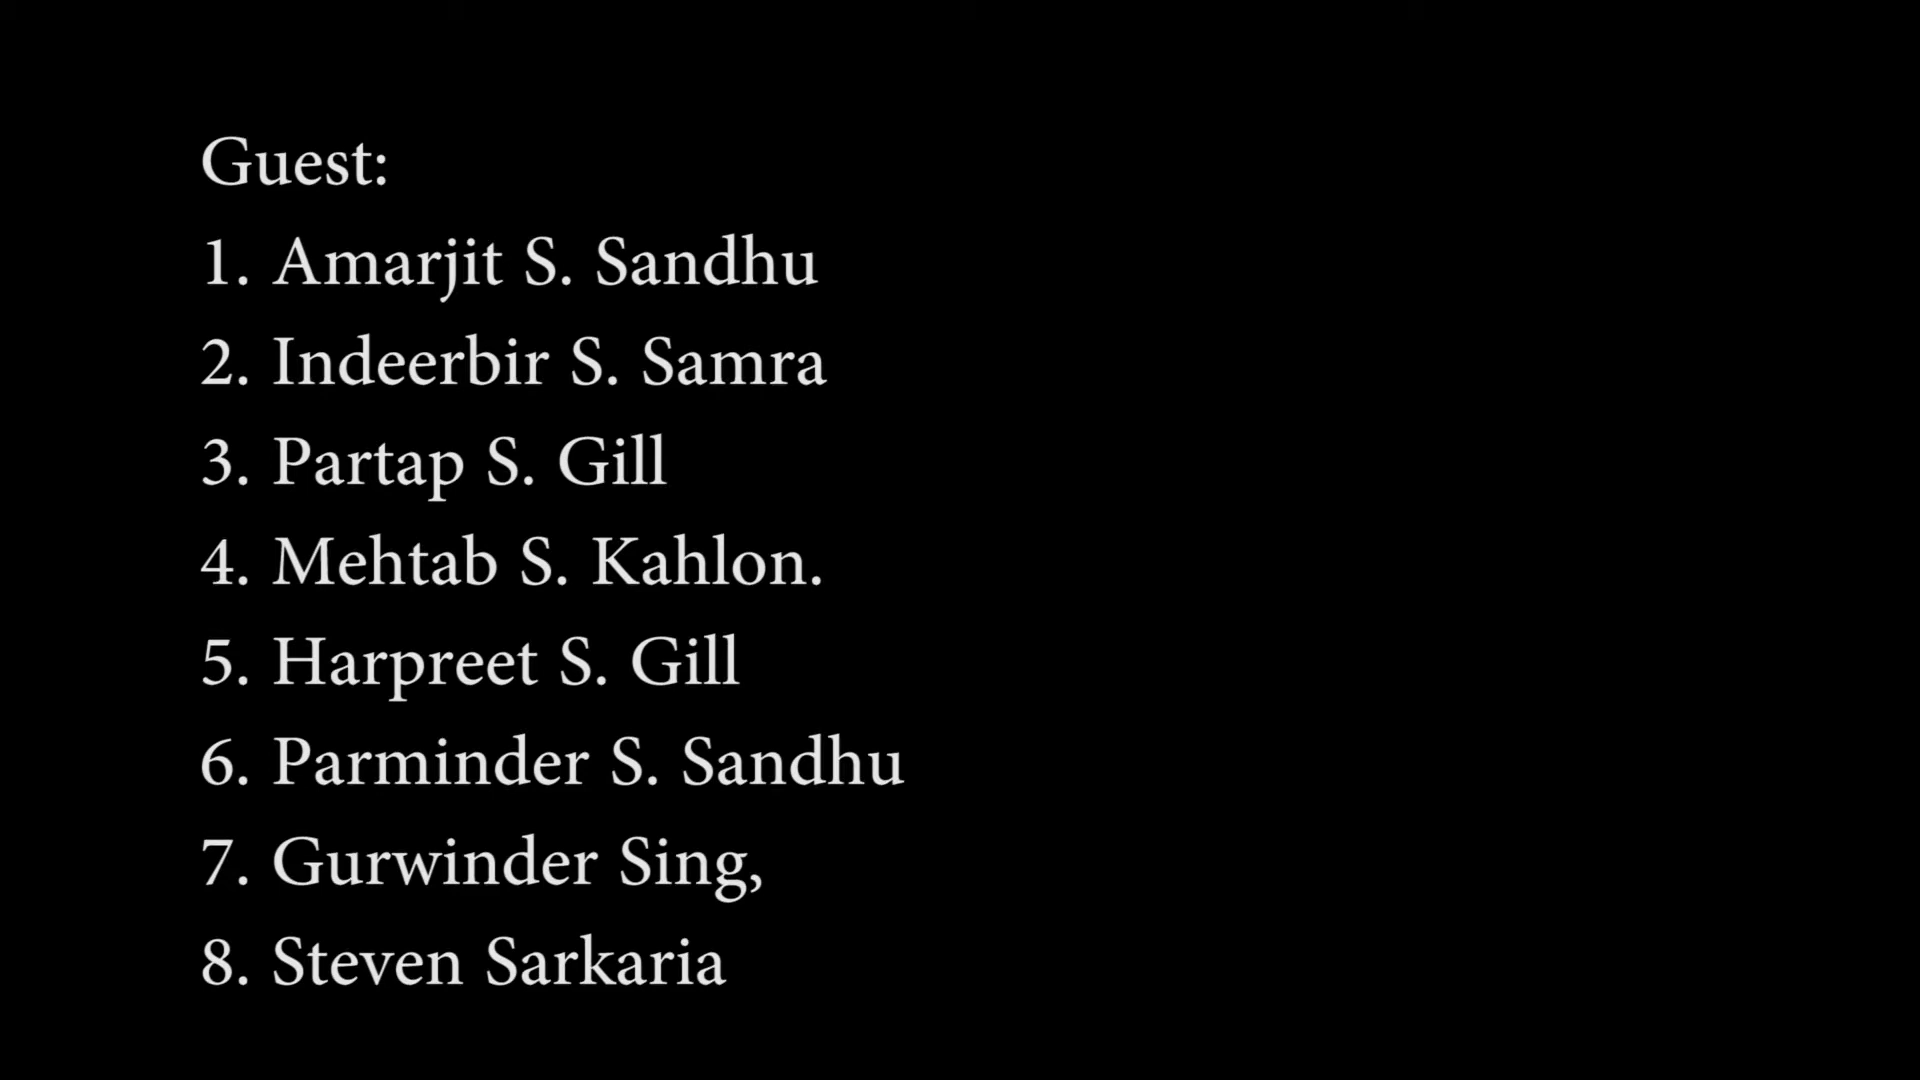 Guest:
1. Amarjit S. Sandhu
2. Indeerbir S. Samra
3. Partap S. Gill
4. Mehtab S. Kahlon.
5. Harpreet S. Gill
6. Parminder S. Sandhu
7. Gurwinder Sing,
8. Steven Sarkaria